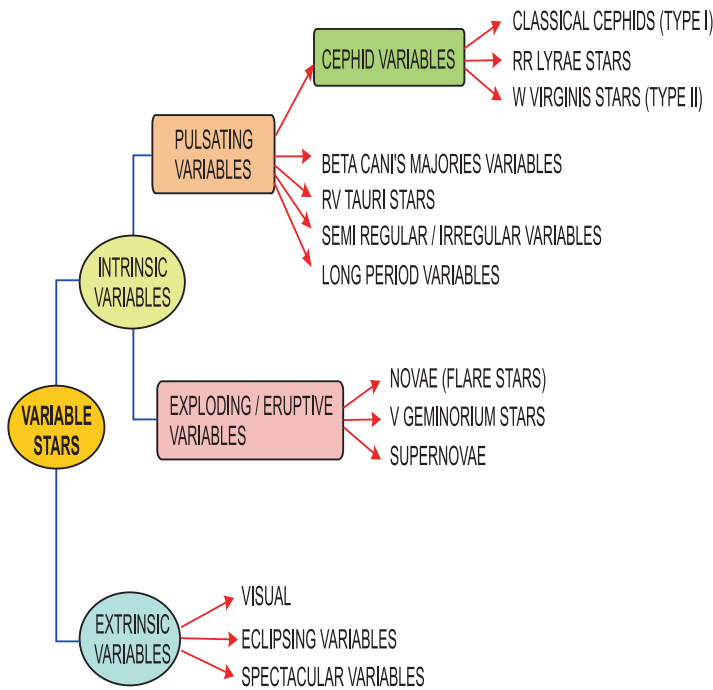 CLASSICAL CEPHIDS (TYPE I)
CEPHID VARIABLES
RR LYRAE STARS
W VIRGINIS STARS (TYPE II)
PULSATING
VARIABLES
BETA CANI'S MAJORIES VARIABLES
RV TAURI STARS
SEMI REGULAR / IRREGULAR VARIABLES
LONG PERIOD VARIABLES
INTRINSIC
VARIABLES
NOVAE (FLARE STARS)
EXPLODING / ERUPTIVE
VARIABLES
V GEMINORIUM STARS
SUPERNOVAE
VARIABLE
STARS
VISUAL
EXTRINSIC
VARIABLES
ECLIPSING VARIABLES
SPECTACULAR VARIABLES